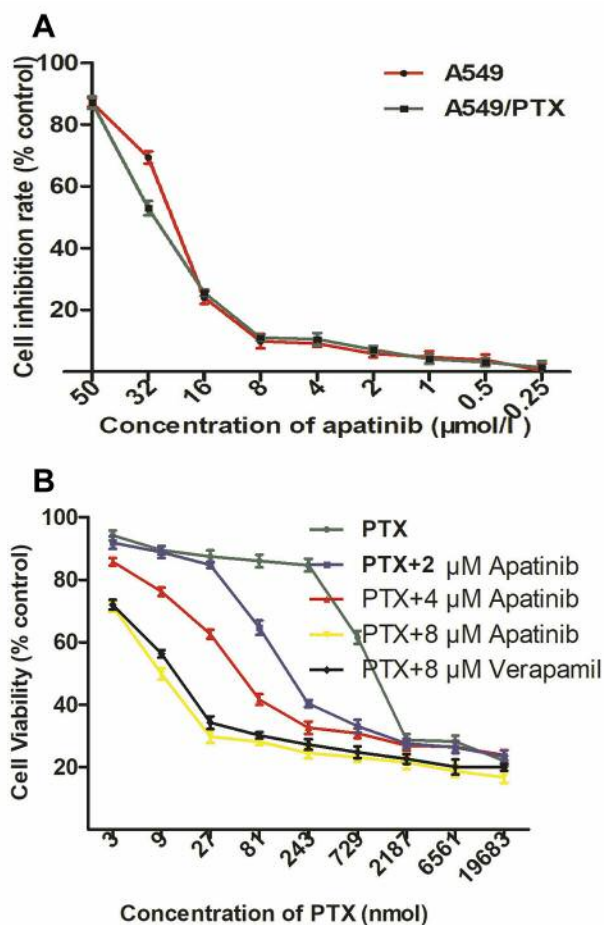 A
A549
A549/PTX
Cell inhibition rate (% control)
100
80
60
40
20
50
32
16
8
4
2
1
0.5
0.25
Concentration of apatinib (μmol/l)
B
PTX
PTX+2 μM Apatinib
PTX+4 μM Apatinib
PTX+8 μM Apatinib
PTX+8 μM Verapamil
Cell Viability (% control)
100
80
60
40
20
3
9
27
81
243
729
2187
6561
19683
Concentration of PTX (nmol)